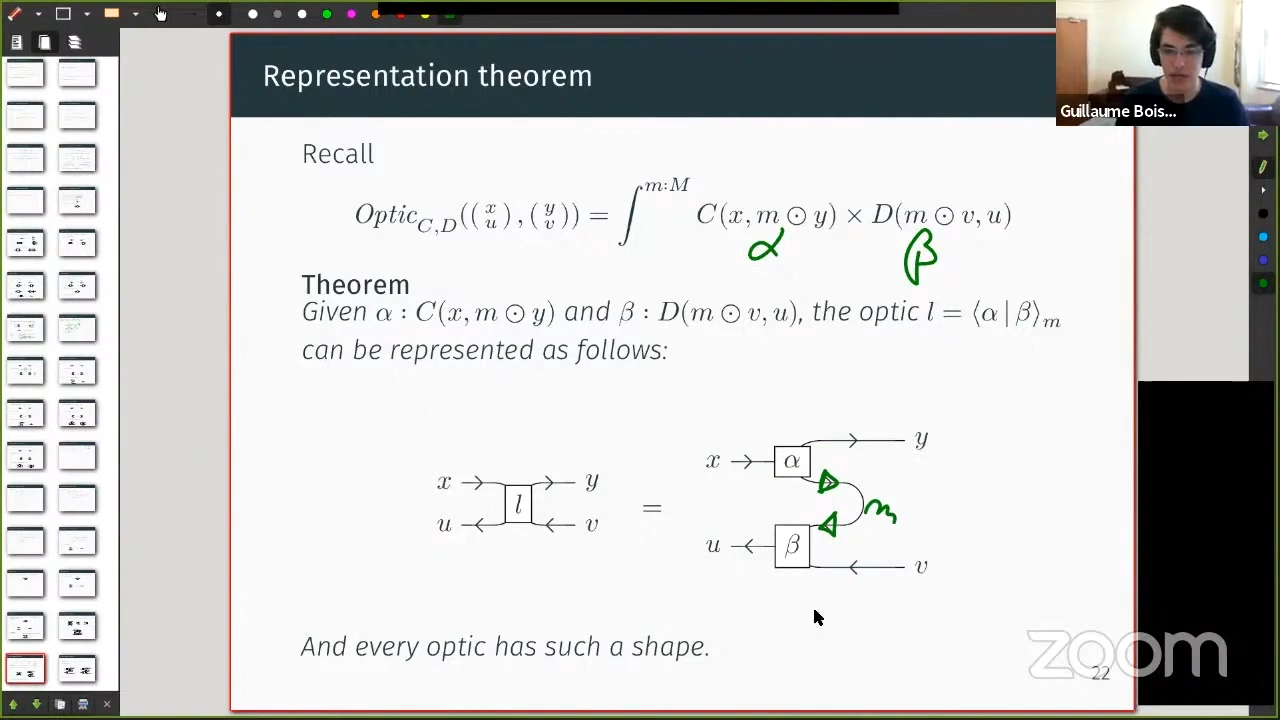 Representation theorem
Guillaume Bois...
Recall
Optic_{C,D}((x u), (y v)) = ∫^{m:M} C(x, m ⊙ y) × D(m ⊙ v, u)
α β
Theorem
Given α : C(x, m ⊙ y) and β : D(m ⊙ v, u), the optic l = ⟨α | β⟩_m
can be represented as follows:
x y
u v
l
=
x α y
m
u β v
And every optic has such a shape.
zoom
22